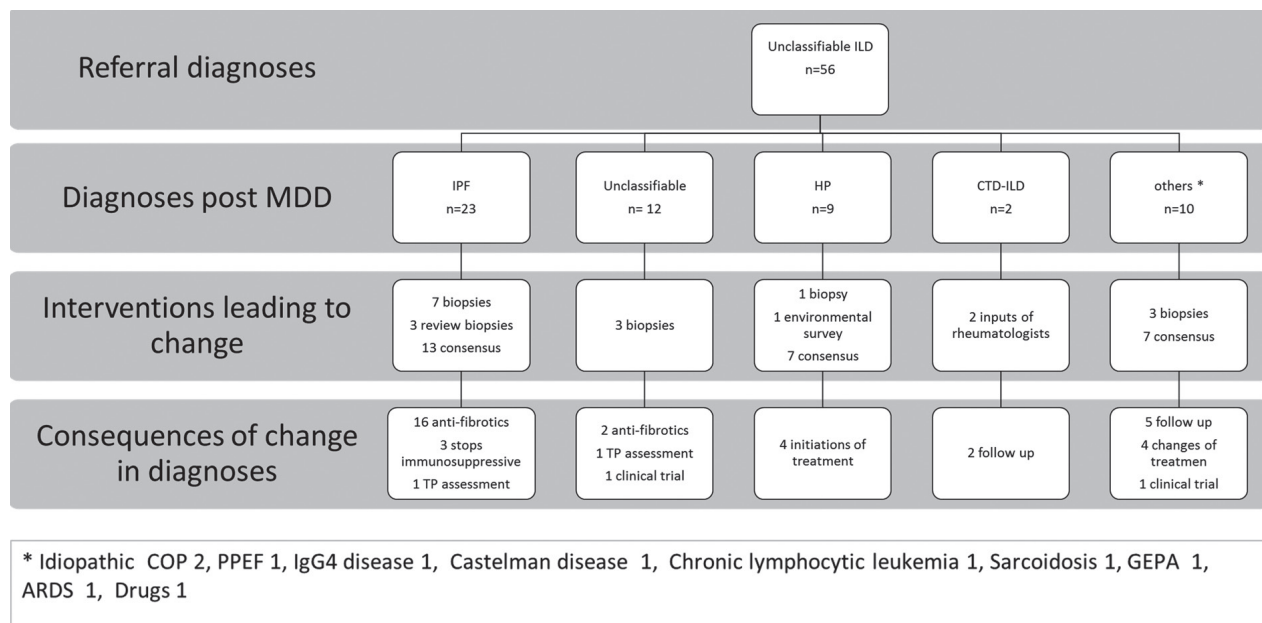 Referral diagnoses
Unclassifiable ILD
n=56
Diagnoses post MDD
IPF
n=23
Unclassifiable
n= 12
HP
n=9
CTD-ILD
n=2
others *
n=10
Interventions leading to
change
7 biopsies
3 review biopsies
13 consensus
3 biopsies
1 biopsy
1 environmental
survey
7 consensus
2 inputs of
rheumatologists
3 biopsies
7 consensus
Consequences of change
in diagnoses
16 anti-fibrotics
3 stops
immunosuppressive
1 TP assessment
2 anti-fibrotics
1 TP assessment
1 clinical trial
4 initiations of
treatment
2 follow up
5 follow up
4 changes of
treatmen
1 clinical trial
* Idiopathic COP 2, PPEF 1, IgG4 disease 1, Castelman disease 1, Chronic lymphocytic leukemia 1, Sarcoidosis 1, GEPA 1,
ARDS 1, Drugs 1